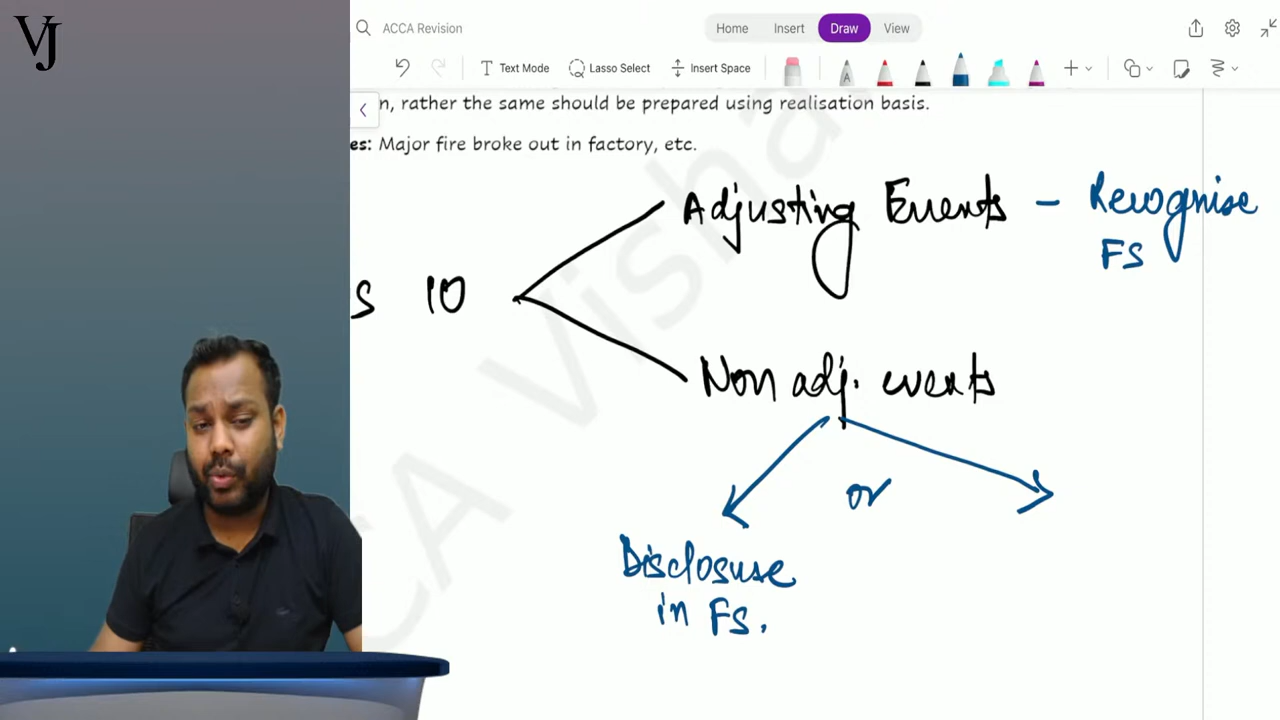 VJ
ACCA Revision
Home Insert Draw View
Text Mode Lasso Select Insert Space
n, rather the same should be prepared using realisation basis.
es: Major fire broke out in factory, etc.
Adjusting Events - Recognise
FS
s 10
Non adj. events
or
Disclosure
in FS.